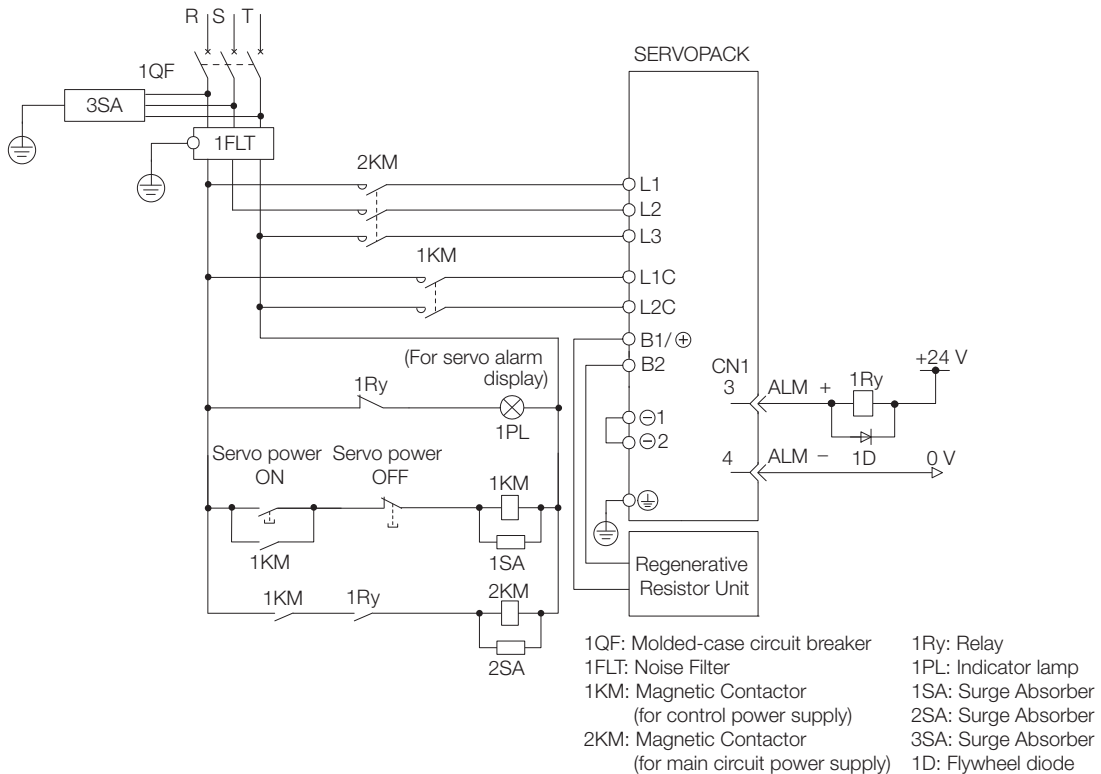 R S T
1QF
SERVOPACK
3SA
1FLT
2KM
L1
L2
L3
1KM
L1C
L2C
B1/⊕
B2
(For servo alarm
display)
CN1
+24 V
1Ry
3 ALM +
1Ry
1PL
⊖1
⊖2
1D
4 ALM −
0 V
Servo power
ON
Servo power
OFF
1KM
1KM
1SA
Regenerative
Resistor Unit
1KM
1Ry
2KM
2SA
1QF: Molded-case circuit breaker
1FLT: Noise Filter
1KM: Magnetic Contactor
(for control power supply)
2KM: Magnetic Contactor
(for main circuit power supply)
1Ry: Relay
1PL: Indicator lamp
1SA: Surge Absorber
2SA: Surge Absorber
3SA: Surge Absorber
1D: Flywheel diode